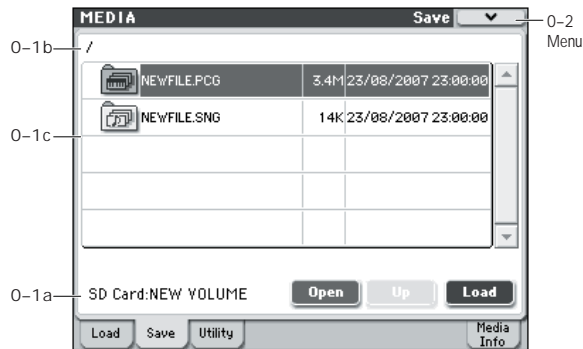 MEDIA Save
0-2
Menu
0-1b
/
NEWFILE.PCG 3.4M 23/08/2007 23:00:00
NEWFILE.SNG 14K 23/08/2007 23:00:00
0-1c
0-1a
SD Card:NEW VOLUME Open Up Load
Load Save Utility Media Info